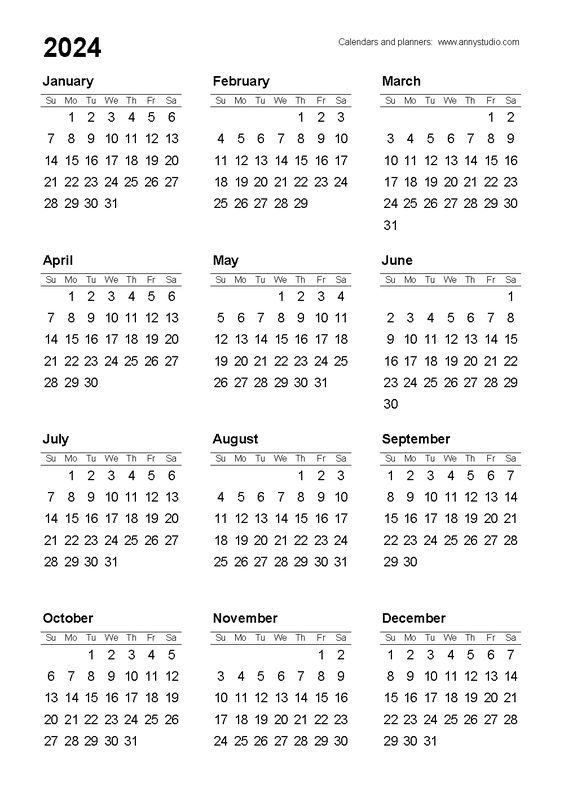 2024
Calendars and planners: www.annystudio.com
January
Su Mo Tu We Th Fr Sa
1 2 3 4 5 6
7 8 9 10 11 12 13
14 15 16 17 18 19 20
21 22 23 24 25 26 27
28 29 30 31
February
Su Mo Tu We Th Fr Sa
1 2 3
4 5 6 7 8 9 10
11 12 13 14 15 16 17
18 19 20 21 22 23 24
25 26 27 28 29
March
Su Mo Tu We Th Fr Sa
1 2
3 4 5 6 7 8 9
10 11 12 13 14 15 16
17 18 19 20 21 22 23
24 25 26 27 28 29 30
31
April
Su Mo Tu We Th Fr Sa
1 2 3 4 5 6
7 8 9 10 11 12 13
14 15 16 17 18 19 20
21 22 23 24 25 26 27
28 29 30
May
Su Mo Tu We Th Fr Sa
1 2 3 4
5 6 7 8 9 10 11
12 13 14 15 16 17 18
19 20 21 22 23 24 25
26 27 28 29 30 31
June
Su Mo Tu We Th Fr Sa
1
2 3 4 5 6 7 8
9 10 11 12 13 14 15
16 17 18 19 20 21 22
23 24 25 26 27 28 29
30
July
Su Mo Tu We Th Fr Sa
1 2 3 4 5 6
7 8 9 10 11 12 13
14 15 16 17 18 19 20
21 22 23 24 25 26 27
28 29 30 31
August
Su Mo Tu We Th Fr Sa
1 2 3
4 5 6 7 8 9 10
11 12 13 14 15 16 17
18 19 20 21 22 23 24
25 26 27 28 29 30 31
September
Su Mo Tu We Th Fr Sa
1 2 3 4 5 6 7
8 9 10 11 12 13 14
15 16 17 18 19 20 21
22 23 24 25 26 27 28
29 30
October
Su Mo Tu We Th Fr Sa
1 2 3 4 5
6 7 8 9 10 11 12
13 14 15 16 17 18 19
20 21 22 23 24 25 26
27 28 29 30 31
November
Su Mo Tu We Th Fr Sa
1 2
3 4 5 6 7 8 9
10 11 12 13 14 15 16
17 18 19 20 21 22 23
24 25 26 27 28 29 30
December
Su Mo Tu We Th Fr Sa
1 2 3 4 5 6 7
8 9 10 11 12 13 14
15 16 17 18 19 20 21
22 23 24 25 26 27 28
29 30 31